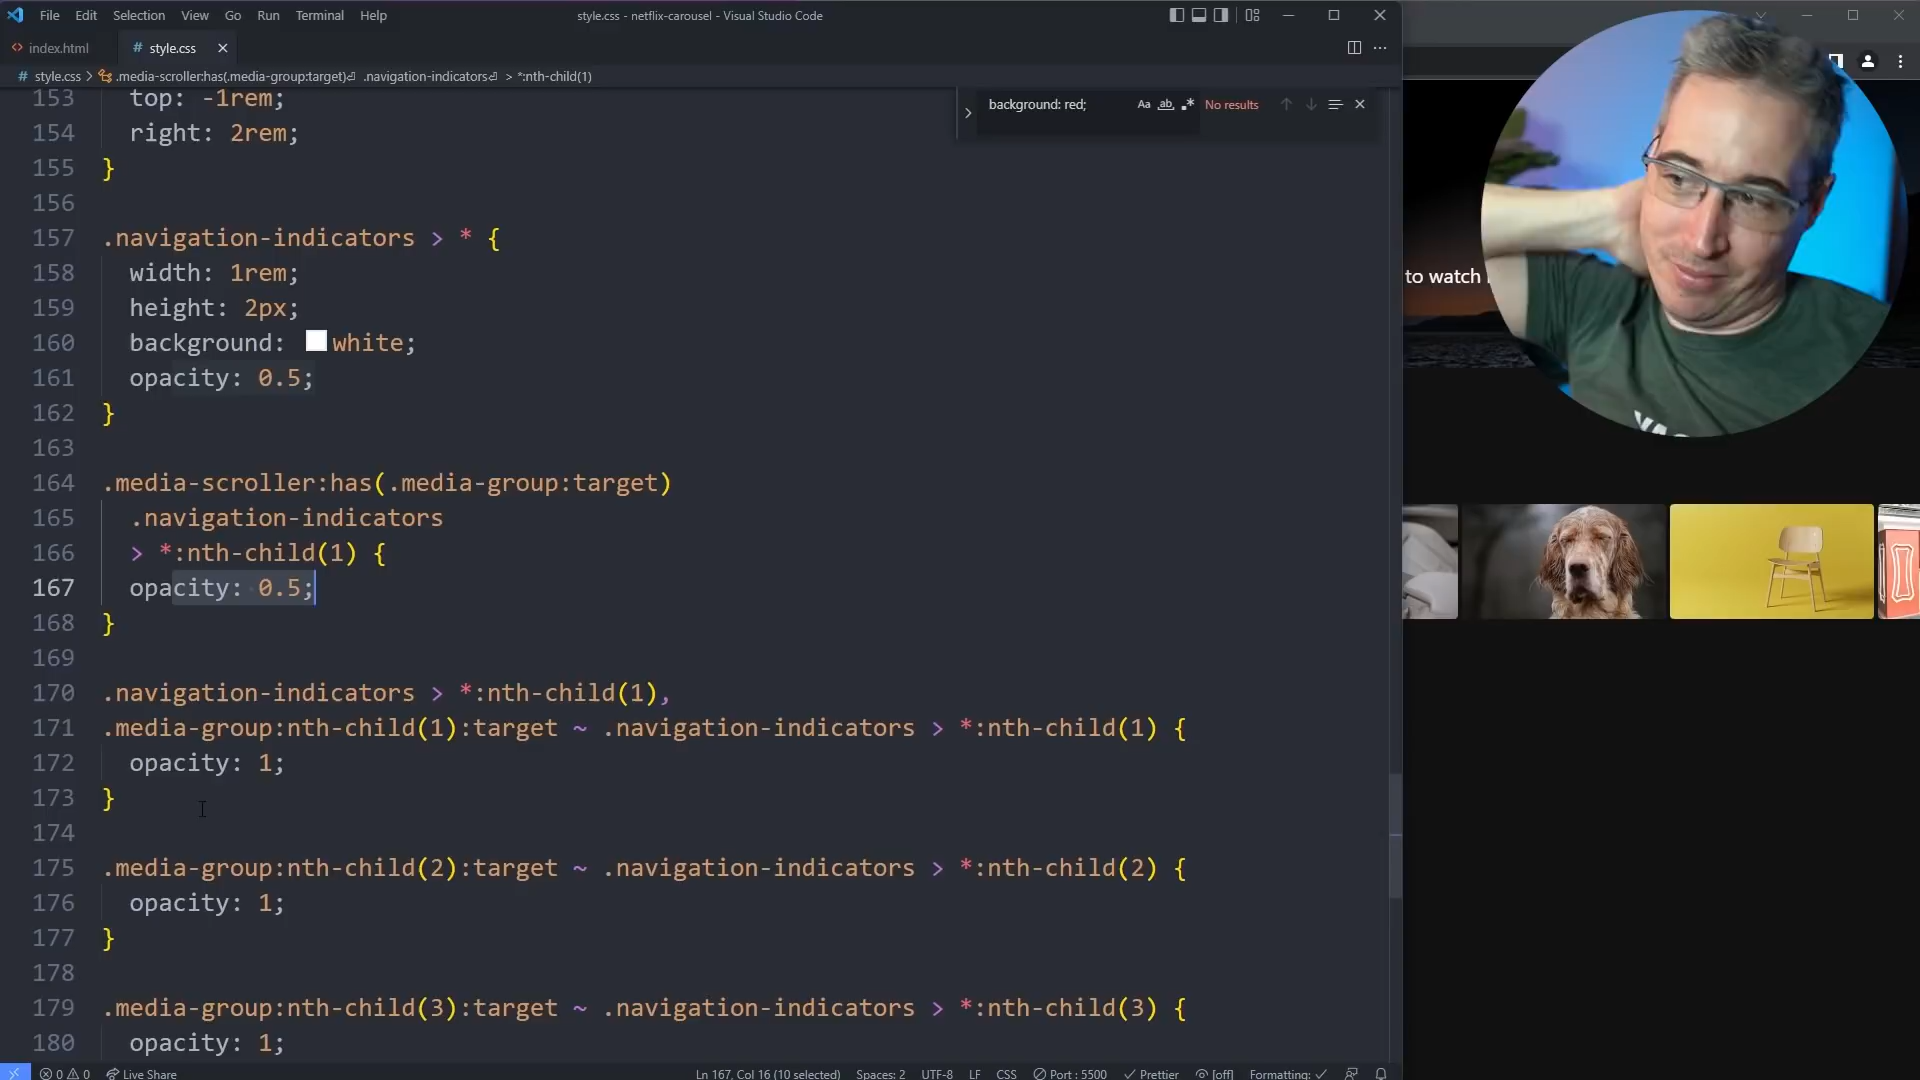 File Edit Selection View Go Run Terminal Help
style.css - netflix-carousel - Visual Studio Code
<> index.html
# style.css
# style.css > .media-scroller:has(.media-group:target)⏎ .navigation-indicators⏎ > *:nth-child(1)
background: red;
Aa ab .* No results
153 top: -1rem;
154 right: 2rem;
155 }
156
157 .navigation-indicators > * {
158 width: 1rem;
159 height: 2px;
160 background: white;
161 opacity: 0.5;
162 }
163
164 .media-scroller:has(.media-group:target)
165 .navigation-indicators
166 > *:nth-child(1) {
167 opacity: 0.5;
168 }
169
170 .navigation-indicators > *:nth-child(1),
171 .media-group:nth-child(1):target ~ .navigation-indicators > *:nth-child(1) {
172 opacity: 1;
173 }
174
175 .media-group:nth-child(2):target ~ .navigation-indicators > *:nth-child(2) {
176 opacity: 1;
177 }
178
179 .media-group:nth-child(3):target ~ .navigation-indicators > *:nth-child(3) {
180 opacity: 1;
to watch
0 0 Live Share
Ln 167, Col 16 (10 selected) Spaces: 2 UTF-8 LF CSS Port : 5500 Prettier [off] Formatting: ✓